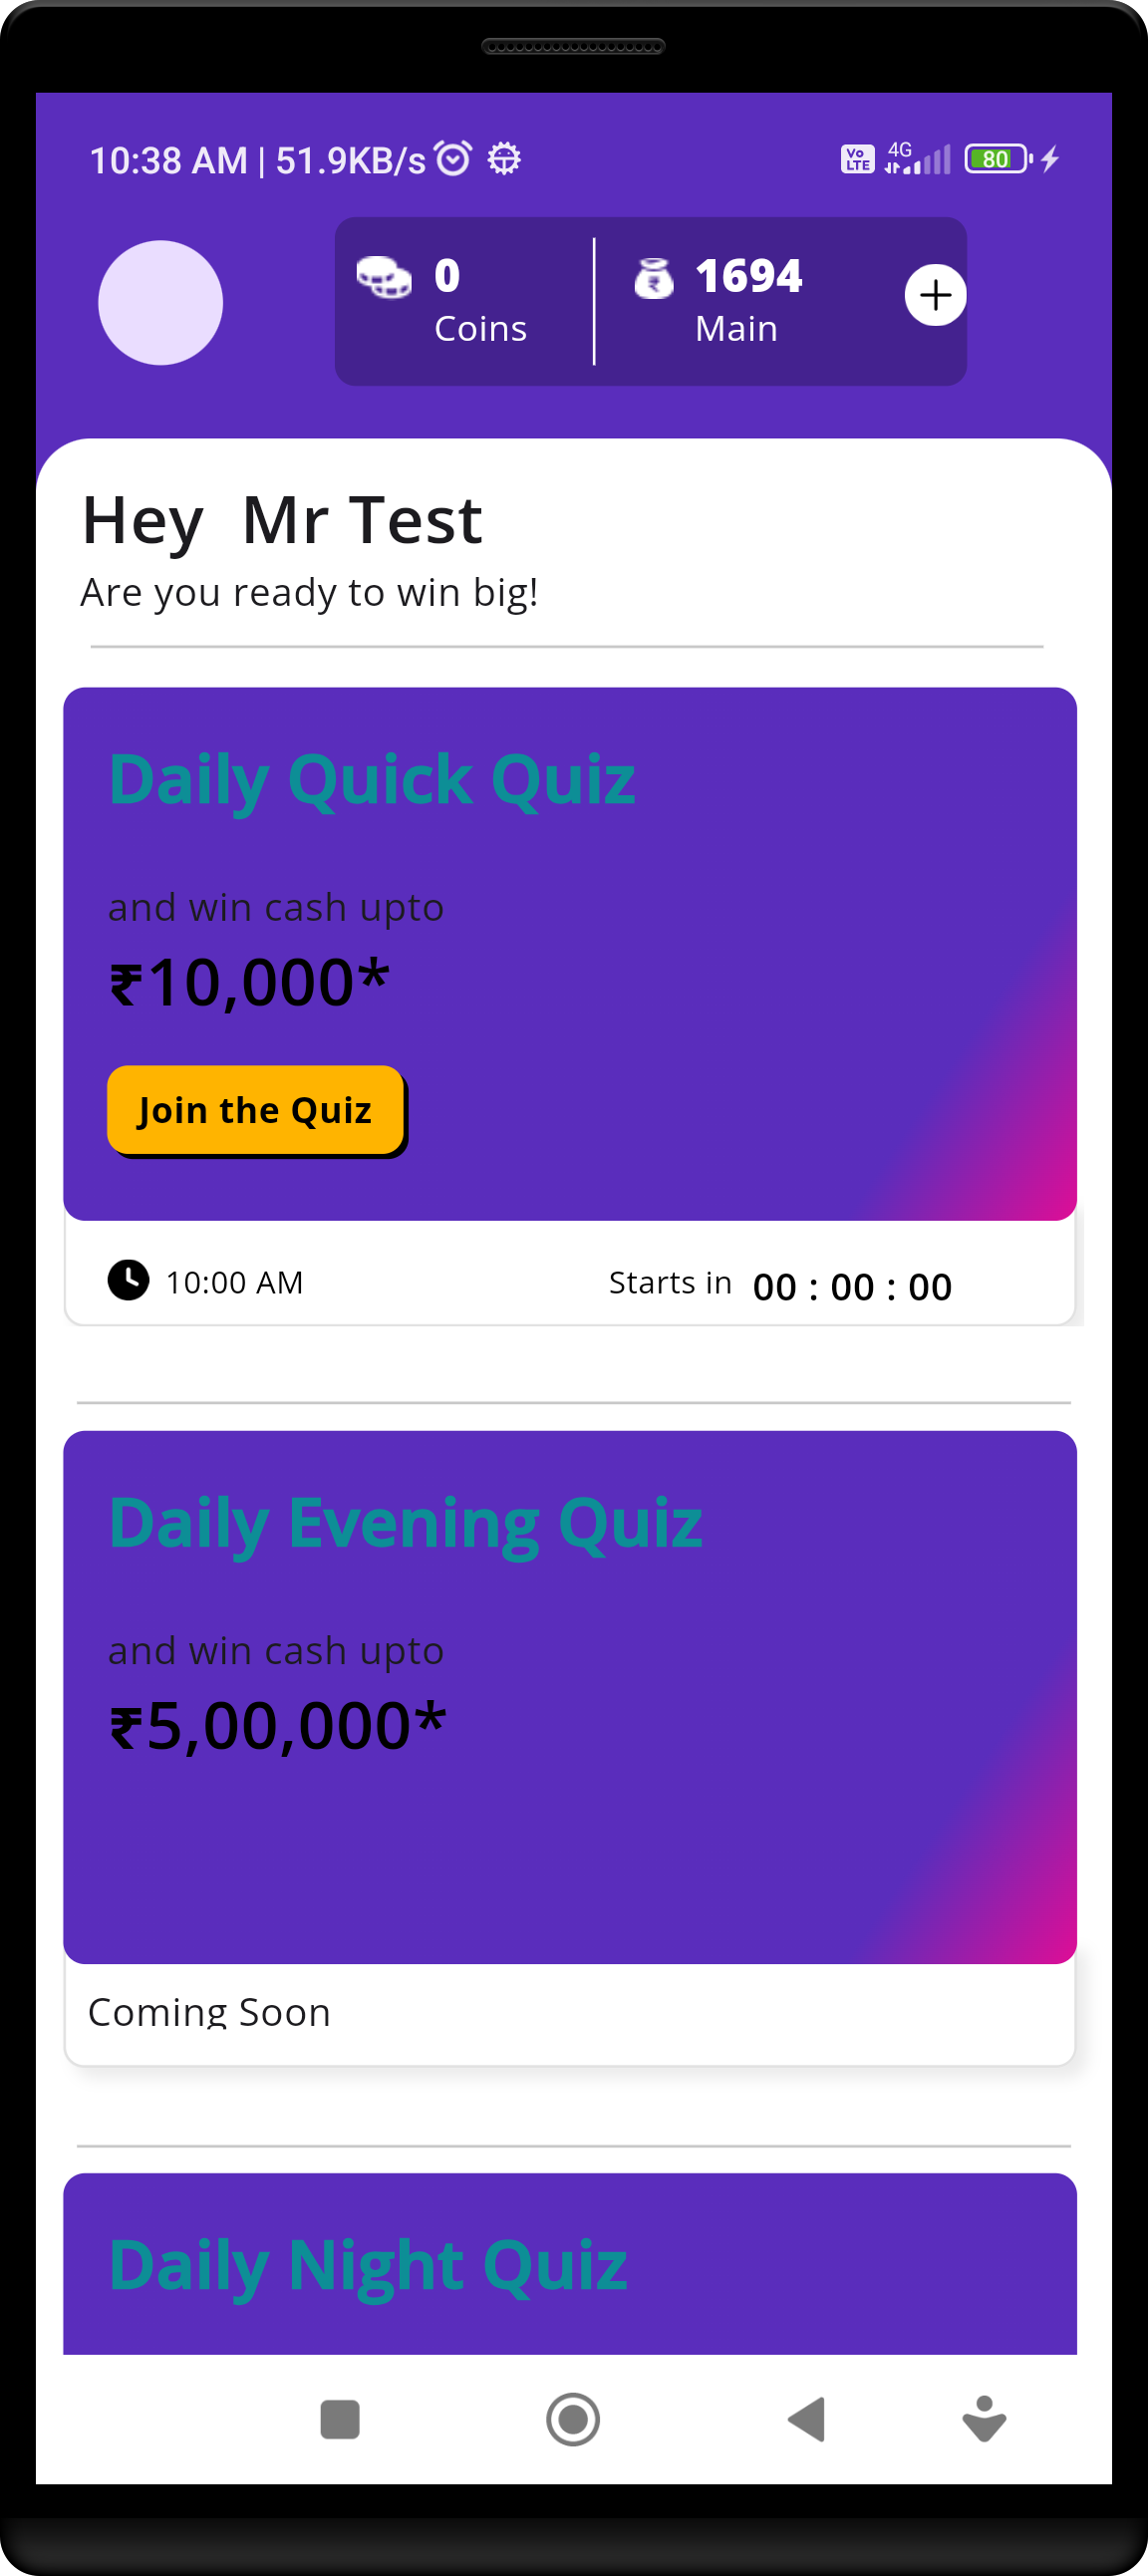 10:38 AM | 51.9KB/s Vo LTE 4G 80
0 1694
Coins Main
Hey Mr Test
Are you ready to win big!
Daily Quick Quiz
and win cash upto
₹10,000*
Join the Quiz
10:00 AM Starts in 00 : 00 : 00
Daily Evening Quiz
and win cash upto
₹5,00,000*
Coming Soon
Daily Night Quiz